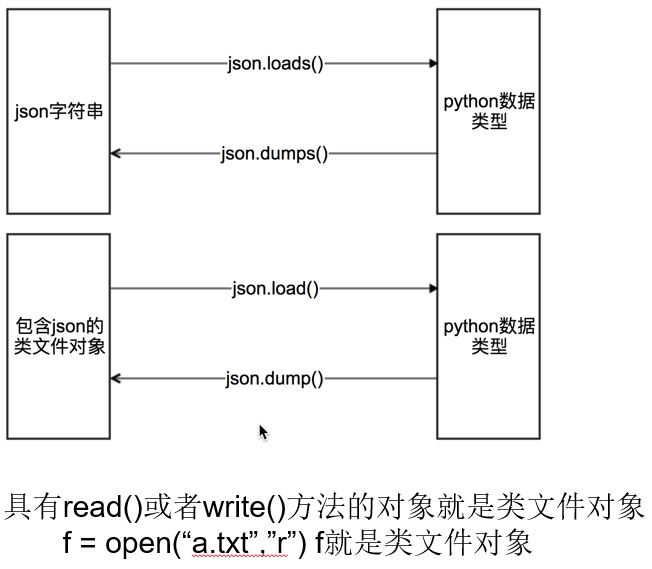 json字符串
json.loads()
json.dumps()
python数据
类型
包含json的
类文件对象
json.load()
json.dump()
python数据
类型
具有read()或者write()方法的对象就是类文件对象
f = open(“a.txt”,”r”) f就是类文件对象